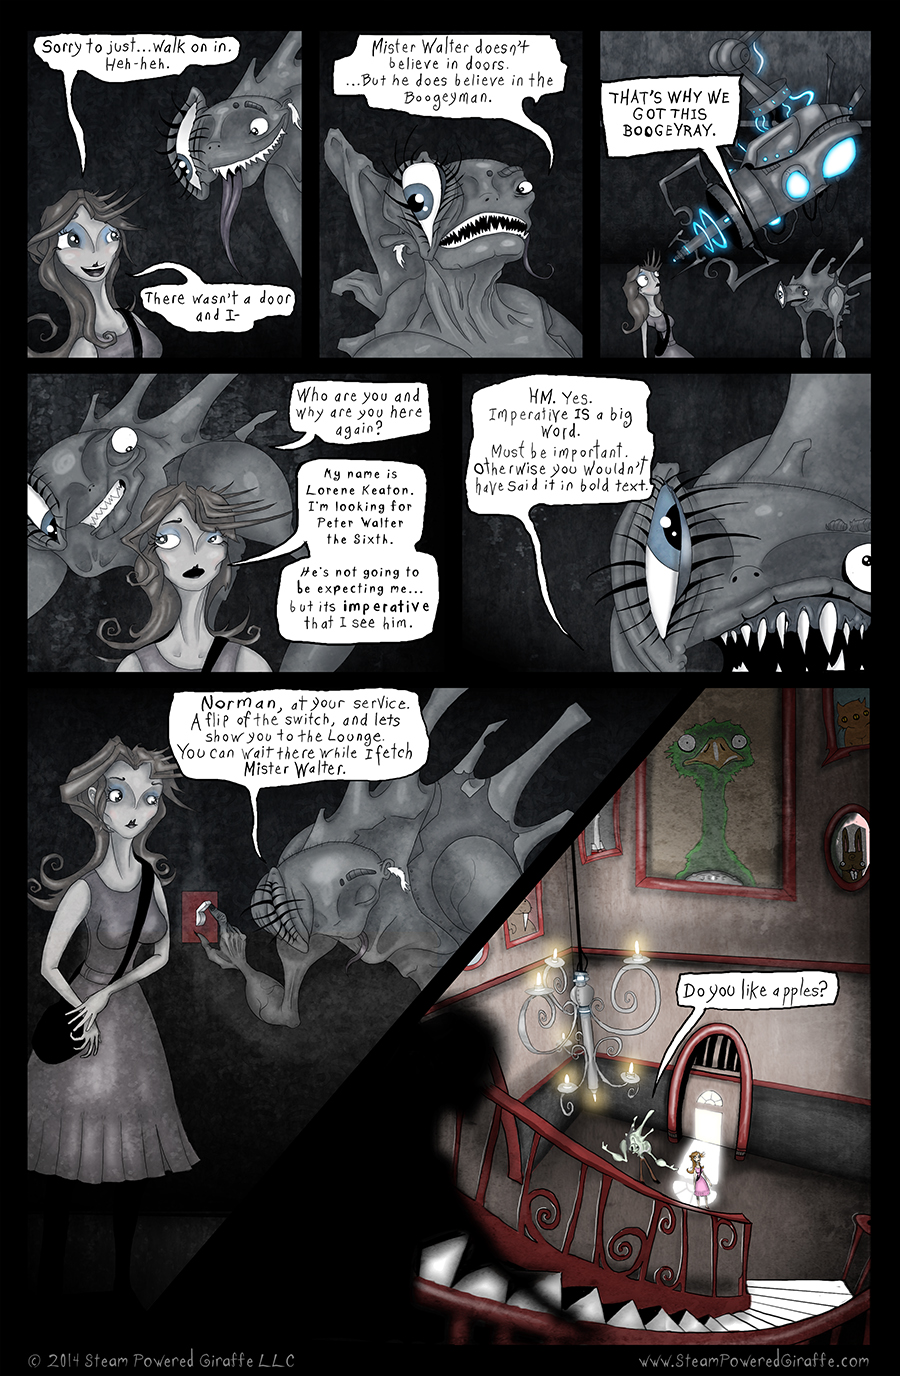 Sorry to just...walk on in.
Heh-heh.
There wasn't a door
and I-
Mister Walter doesn't
believe in doors.
...But he does believe in the
Boogeyman.
THAT'S WHY WE
GOT THIS
BOOGEYRAY.
Who are you and
why are you here
again?
My name is
Lorene Keaton.
I'm looking for
Peter Walter
the Sixth.
He's not going to
be expecting me...
but its imperative
that I see him.
HM. Yes.
Imperative IS a big
word.
Must be important.
Otherwise you wouldn't
have said it in bold text.
Norman, at your service.
A flip of the switch, and lets
show you to the Lounge.
You can wait there while I fetch
Mister Walter.
Do you like apples?
© 2014 Steam Powered Giraffe LLC
www.SteamPoweredGiraffe.com